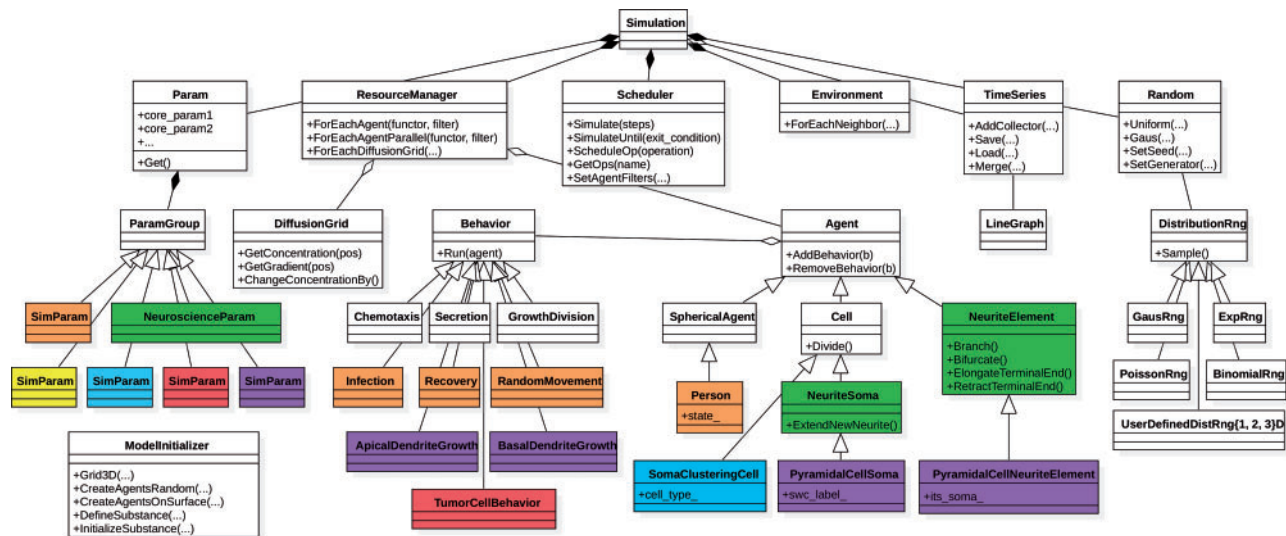 Simulation
Param
+core_param1
+core_param2
+...
+Get()
ResourceManager
+ForEachAgent(functor, filter)
+ForEachAgentParallel(functor, filter)
+ForEachDiffusionGrid(...)
Scheduler
+Simulate(steps)
+SimulateUntil(exit_condition)
+ScheduleOp(operation)
+GetOps(name)
+SetAgentFilters(...)
Environment
+ForEachNeighbor(...)
TimeSeries
+AddCollector(...)
+Save(...)
+Load(...)
+Merge(...)
Random
+Uniform(...)
+Gaus(...)
+SetSeed(...)
+SetGenerator(...)
ParamGroup
DiffusionGrid
+GetConcentration(pos)
+GetGradient(pos)
+ChangeConcentrationBy()
Behavior
+Run(agent)
Agent
+AddBehavior(b)
+RemoveBehavior(b)
LineGraph
DistributionRng
+Sample()
SimParam
NeuroscienceParam
Chemotaxis
Secretion
GrowthDivision
SphericalAgent
Cell
+Divide()
NeuriteElement
+Branch()
+Bifurcate()
+ElongateTerminalEnd()
+RetractTerminalEnd()
GausRng
ExpRng
SimParam
SimParam
SimParam
SimParam
Infection
Recovery
RandomMovement
Person
+state_
NeuriteSoma
+ExtendNewNeurite()
PoissonRng
BinomialRng
UserDefinedDistRng{1, 2, 3}D
ModelInitializer
+Grid3D(...)
+CreateAgentsRandom(...)
+CreateAgentsOnSurface(...)
+DefineSubstance(...)
+InitializeSubstance(...)
ApicalDendriteGrowth
BasalDendriteGrowth
TumorCellBehavior
SomaClusteringCell
+cell_type_
PyramidalCellSoma
+swc_label_
PyramidalCellNeuriteElement
+its_soma_